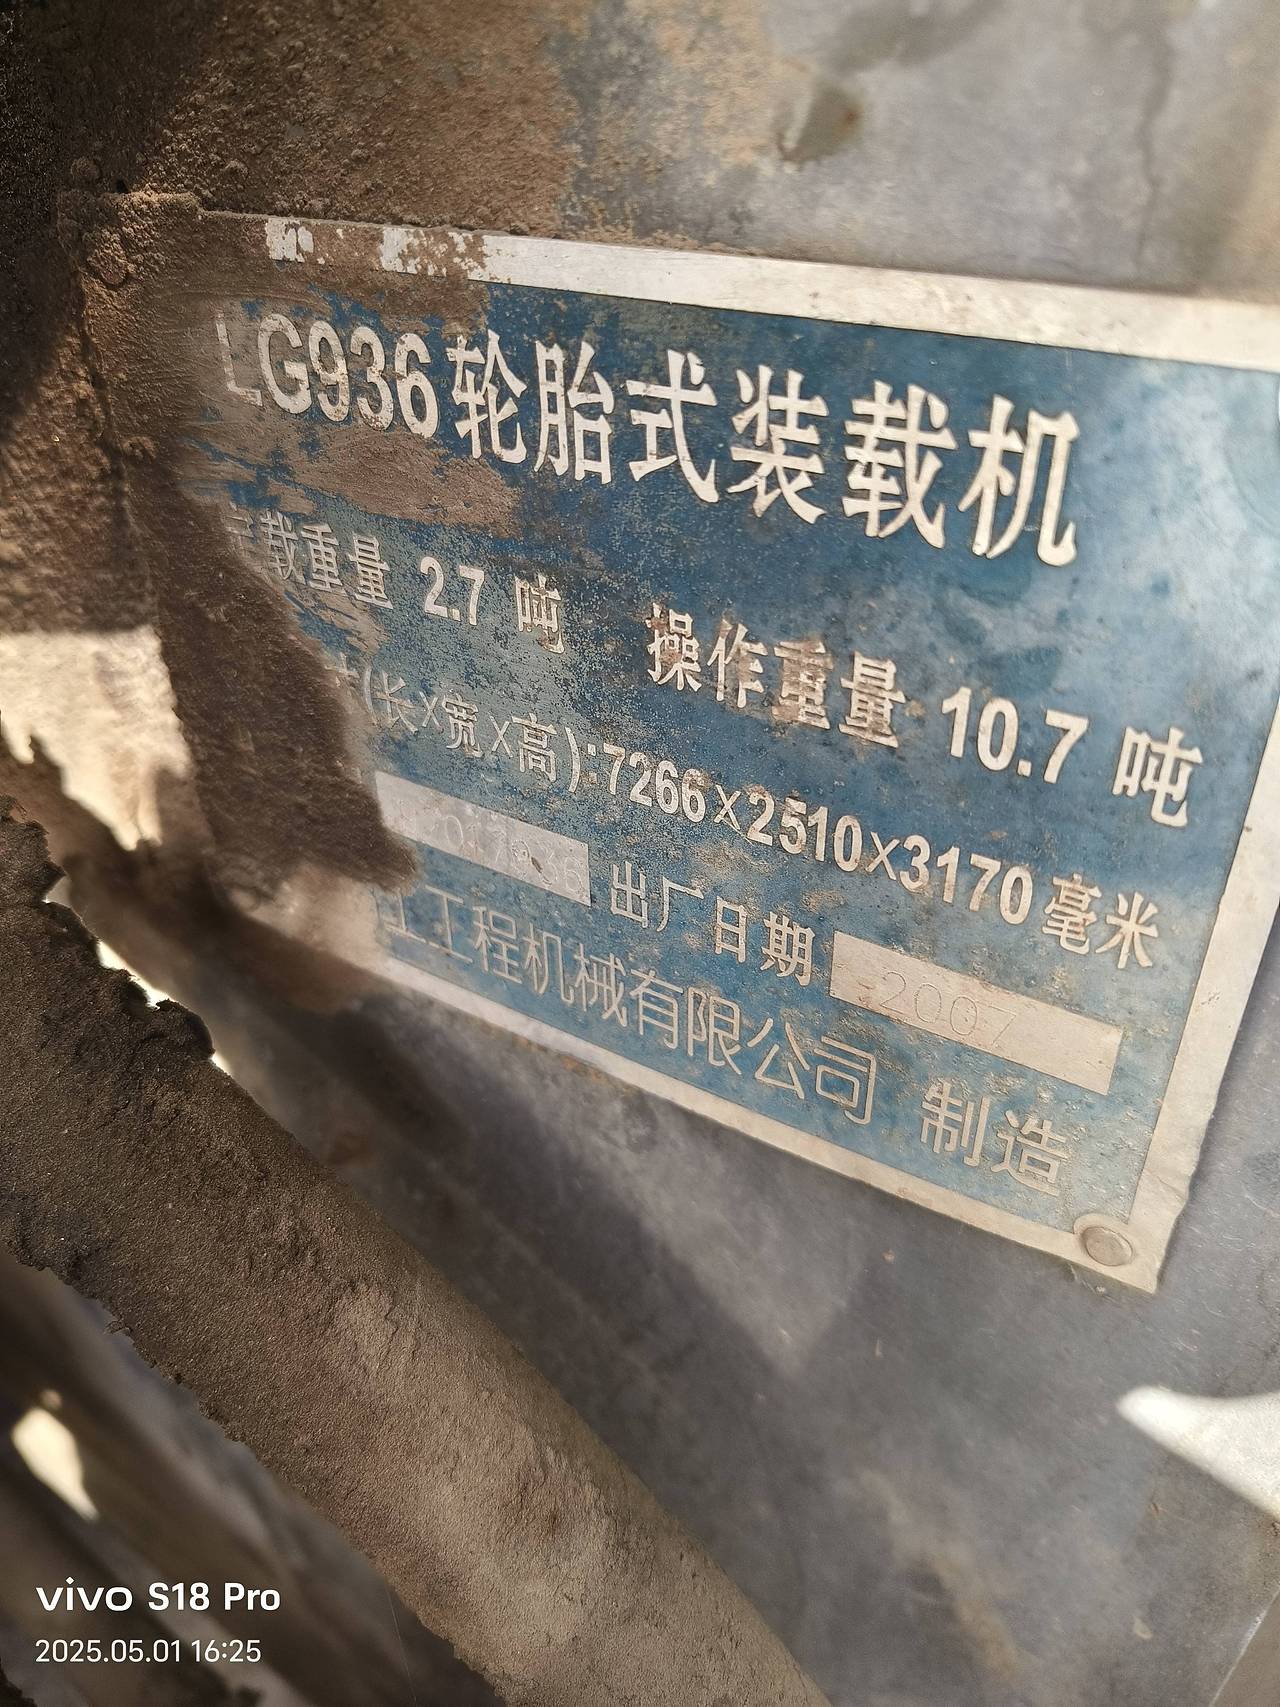 LG936轮胎式装载机
载重量 2.7 吨 操作重量 10.7 吨
(长×宽×高):7266×2510×3170毫米
出厂日期 2007
工程机械有限公司 制造
vivo S18 Pro
2025.05.01 16:25